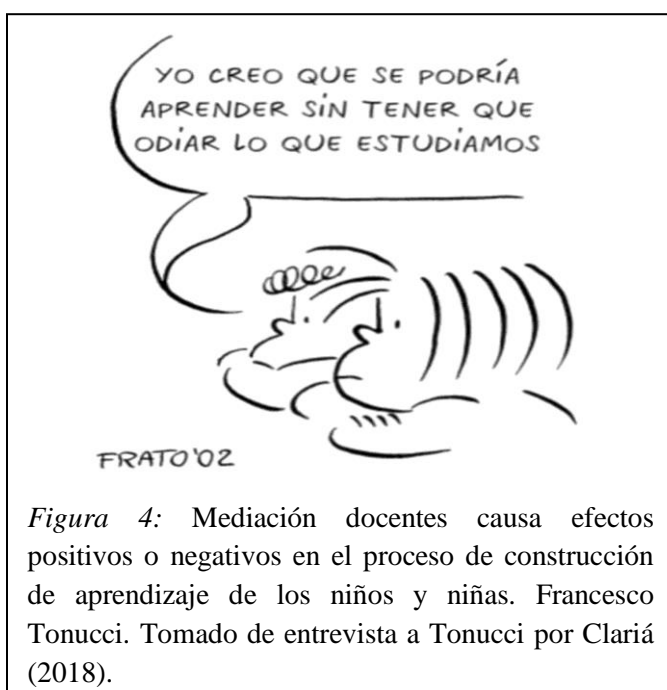 YO CREO QUE SE PODRÍA
APRENDER SIN TENER QUE
ODIAR LO QUE ESTUDIAMOS
FRATO'02
Figura 4: Mediación docentes causa efectos
positivos o negativos en el proceso de construcción
de aprendizaje de los niños y niñas. Francesco
Tonucci. Tomado de entrevista a Tonucci por Clariá
(2018).